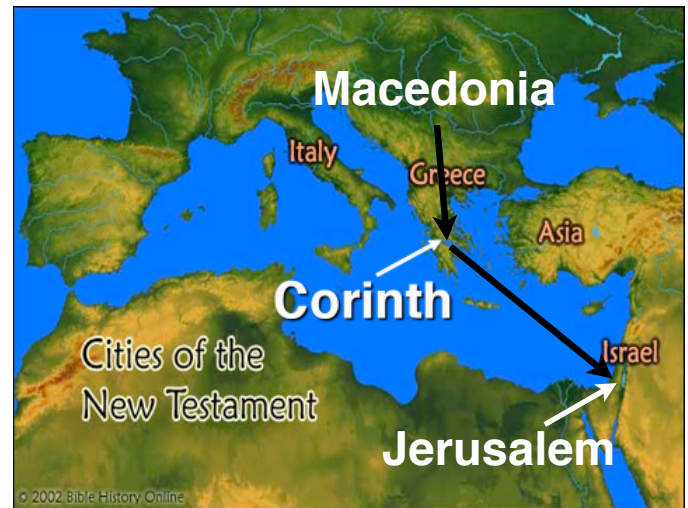 Macedonia
Italy
Greece
Asia
Corinth
Cities of the
New Testament
Israel
Jerusalem
© 2002 Bible History Online